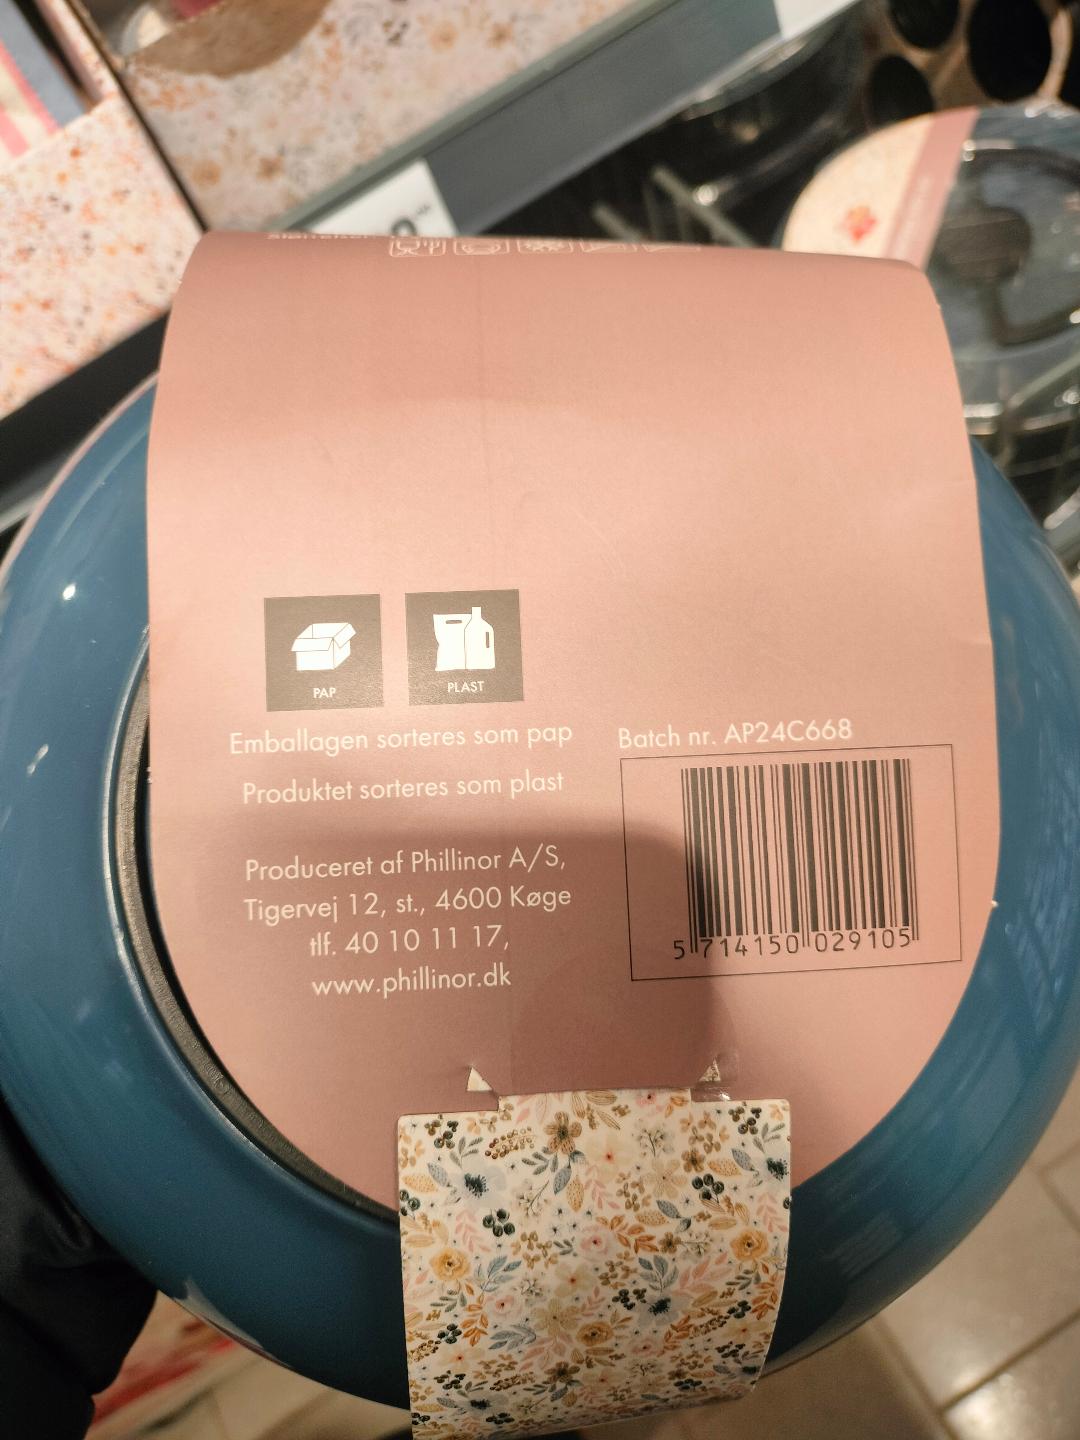 PAP
PLAST
Emballagen sorteres som pap
Produktet sorteres som plast
Produceret af Phillinor A/S,
Tigervej 12, st., 4600 Køge
tlf. 40 10 11 17,
www.phillinor.dk
Batch nr. AP24C668
5 714150 029105